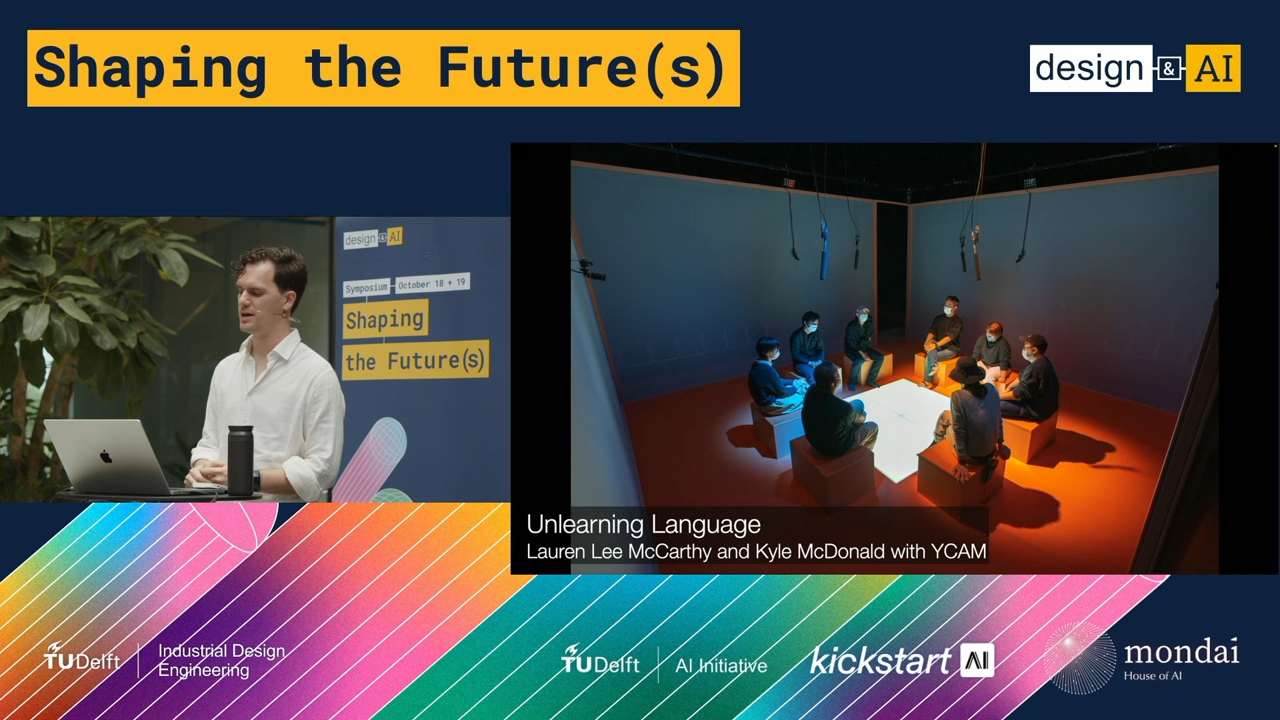 Shaping the Future(s)
design & AI
design & AI
Symposium October 18 + 19
Shaping
the Future(s)
Unlearning Language
Lauren Lee McCarthy and Kyle McDonald with YCAM
TU Delft
Industrial Design
Engineering
TU Delft
AI Initiative
kickstart AI
mondai
House of AI